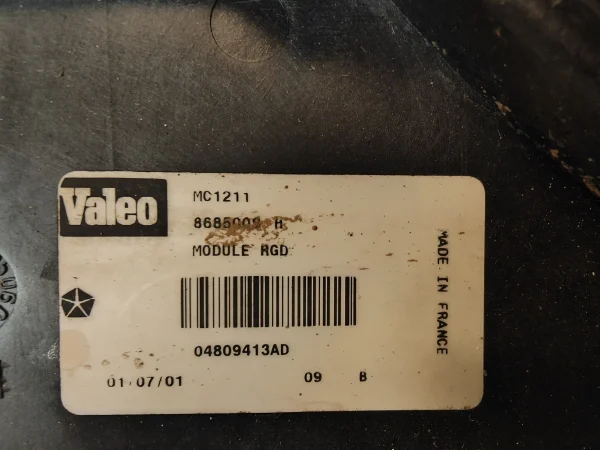 Valeo
MC1211
H
MODULE RGD
04809413AD
01/07/01 09 B
MADE IN FRANCE